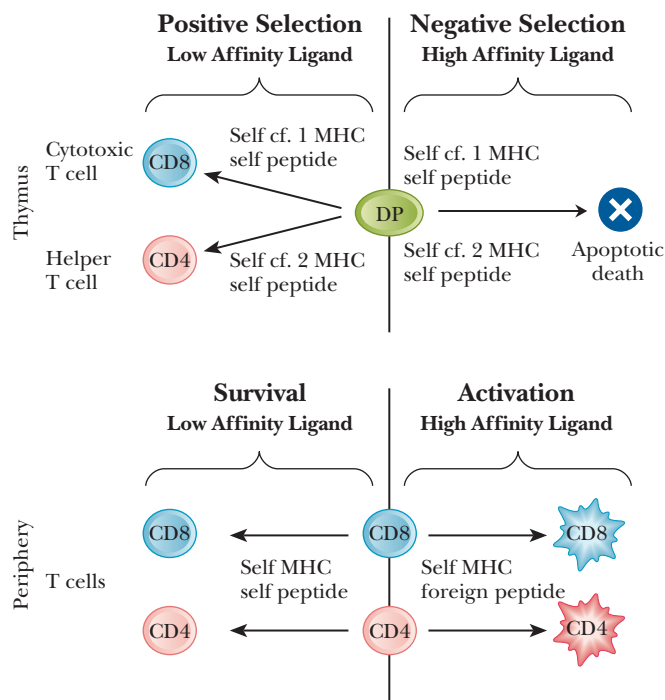 Positive Selection
Low Affinity Ligand
Negative Selection
High Affinity Ligand
Thymus
Cytotoxic
T cell
CD8
Self cf. 1 MHC
self peptide
Self cf. 1 MHC
self peptide
DP
Helper
T cell
CD4
Self cf. 2 MHC
self peptide
Self cf. 2 MHC
self peptide
Apoptotic
death
Survival
Low Affinity Ligand
Activation
High Affinity Ligand
Periphery
T cells
CD8
CD8
CD8
Self MHC
self peptide
Self MHC
foreign peptide
CD4
CD4
CD4